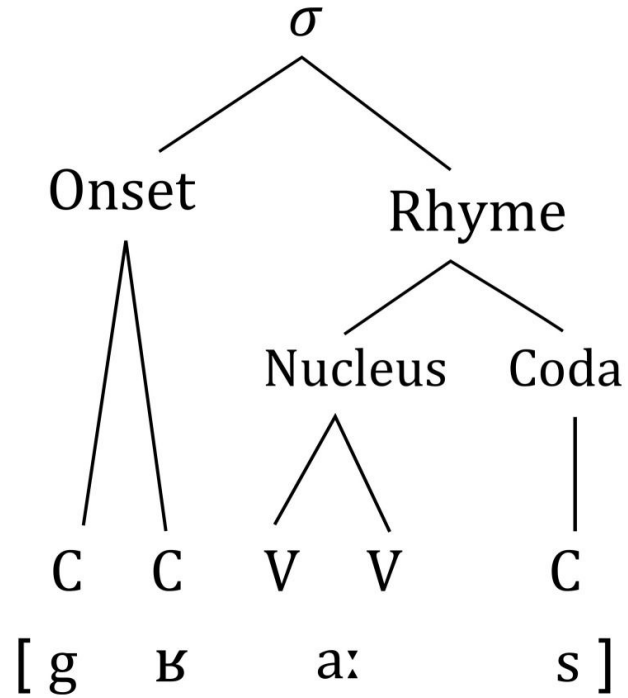 σ
Onset
Rhyme
Nucleus Coda
C C V V C
[ g ʁ aː s ]